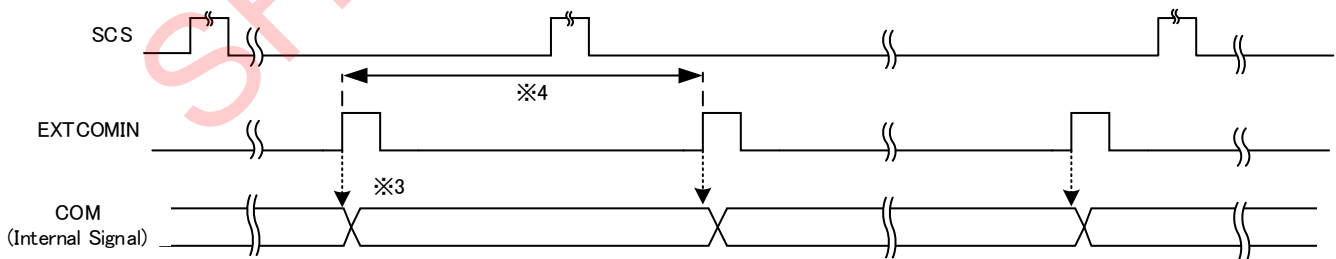 SCS
※4
EXTCOMIN
※3
COM
(Internal Signal)